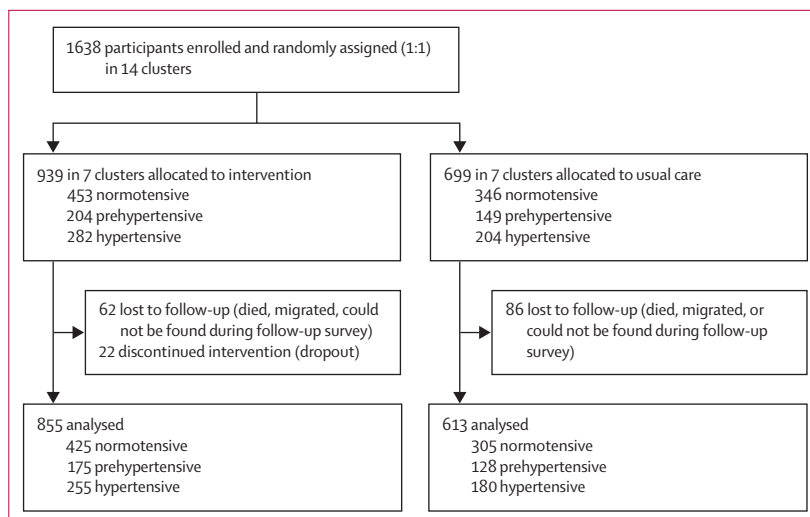 1638 participants enrolled and randomly assigned (1:1)
in 14 clusters
939 in 7 clusters allocated to intervention
453 normotensive
204 prehypertensive
282 hypertensive
699 in 7 clusters allocated to usual care
346 normotensive
149 prehypertensive
204 hypertensive
62 lost to follow-up (died, migrated, could
not be found during follow-up survey)
22 discontinued intervention (dropout)
86 lost to follow-up (died, migrated, or
could not be found during follow-up
survey)
855 analysed
425 normotensive
175 prehypertensive
255 hypertensive
613 analysed
305 normotensive
128 prehypertensive
180 hypertensive